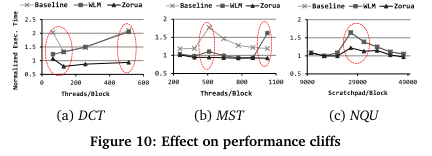 Baseline WLM Zorua
Baseline WLM Zorua
Baseline WLM Zorua
Normalized Exec. Time
2.5
2
1.5
1
0.5
0 200 400 600
Threads/Block
2
1.5
1
0.5
200 500 800 1100
Threads/Block
2
1.5
1
0.5
0
9000 29000 49000
Scratchpad/Block
(a) DCT
(b) MST
(c) NQU
Figure 10: Effect on performance cliffs